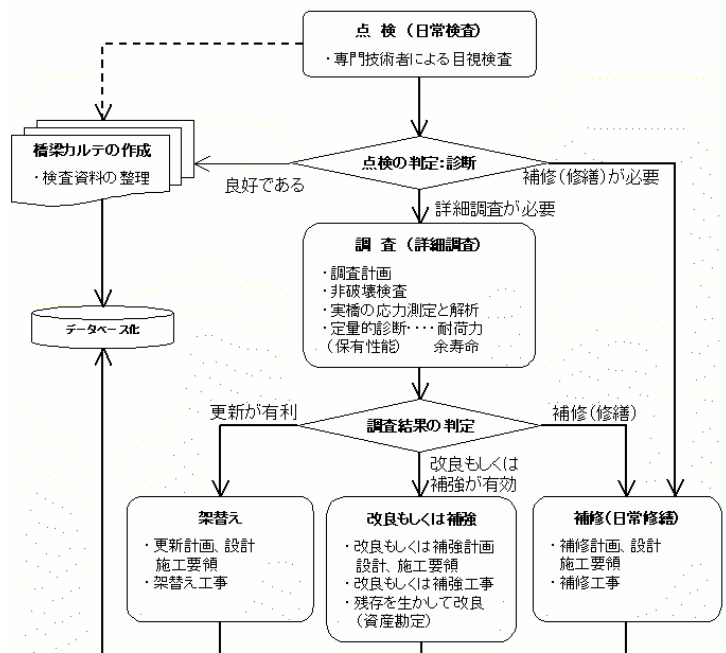 点 検 (日常検査)
・専門技術者による目視検査
橋梁カルテの作成
・検査資料の整理
点検の判定:診断
良好である
補修(修繕)が必要
詳細調査が必要
調 査 (詳細調査)
・調査計画
・非破壊検査
・実橋の応力測定と解析
・定量的診断‥‥耐荷力
(保有性能) 余寿命
データベース化
更新が有利
調査結果の判定
補修(修繕)
改良もしくは
補強が有効
架替え
・更新計画、設計
施工要領
・架替え工事
改良もしくは補強
・改良もしくは補強計画
設計、施工要領
・改良もしくは補強工事
・残存を生かして改良
(資産勘定)
補修(日常修繕)
・補修計画、設計
施工要領
・補修工事